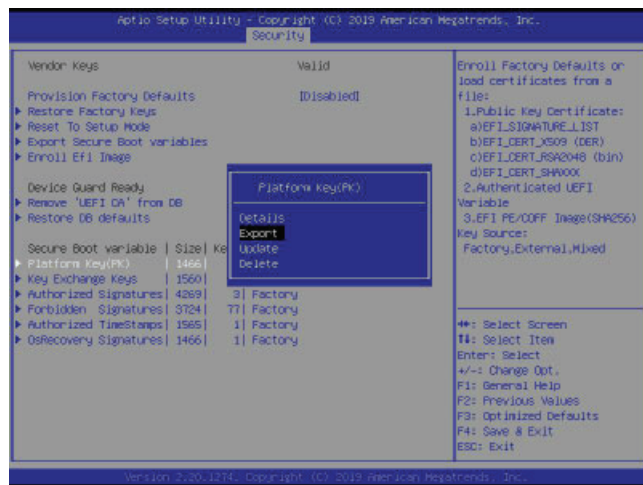 Aptio Setup Utility - Copyright (C) 2019 American Megatrends, Inc.
Security
Vendor Keys Valid
Provision Factory Defaults [Disabled]
Restore Factory Keys
Reset To Setup Mode
Export Secure Boot variables
Enroll Efi Image
Device Guard Ready
Remove 'UEFI CA' from DB
Restore DB defaults
Secure Boot variable | Size| Ke
Platform Key(PK) | 1466|
Key Exchange Keys | 1560|
Authorized Signatures| 4269| 3| Factory
Forbidden Signatures| 3724| 77| Factory
Authorized TimeStamps| 1565| 1| Factory
OsRecovery Signatures| 1466| 1| Factory
Platform Key(PK)
Details
Export
Update
Delete
Enroll Factory Defaults or
load certificates from a
file:
1.Public Key Certificate:
a)EFI_SIGNATURE_LIST
b)EFI_CERT_X509 (DER)
c)EFI_CERT_RSA2048 (bin)
d)EFI_CERT_SHAXXX
2.Authenticated UEFI
Variable
3.EFI PE/COFF Image(SHA256)
Key Source:
Factory,External,Mixed
↔: Select Screen
↑↓: Select Item
Enter: Select
+/-: Change Opt.
F1: General Help
F2: Previous Values
F3: Optimized Defaults
F4: Save & Exit
ESC: Exit
Version 2.20.1274. Copyright (C) 2019 American Megatrends, Inc.